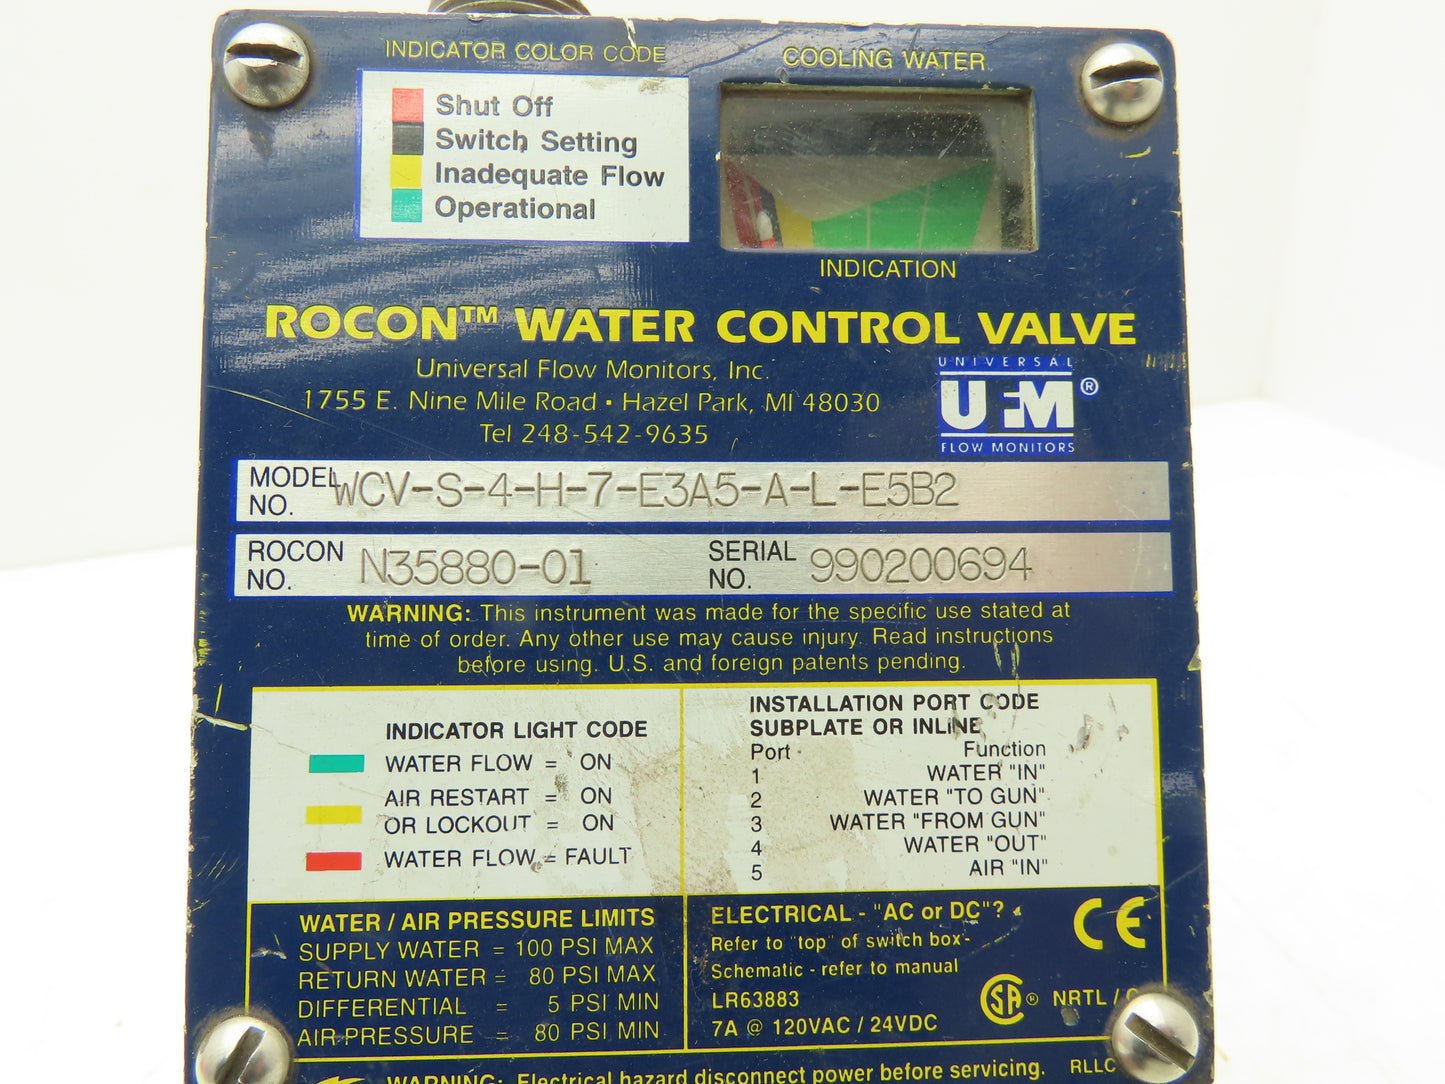 INDICATOR COLOR CODE
Shut Off
Switch Setting
Inadequate Flow
Operational
COOLING WATER
INDICATION
ROCON™ WATER CONTROL VALVE
Universal Flow Monitors, Inc.
1755 E. Nine Mile Road • Hazel Park, MI 48030
Tel 248-542-9635
UNIVERSAL
UFM®
FLOW MONITORS
MODEL NO. WCV-S-4-H-7-E3A5-A-L-E5B2
ROCON NO. N35880-01
SERIAL NO. 990200694
WARNING: This instrument was made for the specific use stated at
time of order. Any other use may cause injury. Read instructions
before using. U.S. and foreign patents pending.
INDICATOR LIGHT CODE
WATER FLOW = ON
AIR RESTART = ON
OR LOCKOUT = ON
WATER FLOW = FAULT
INSTALLATION PORT CODE
SUBPLATE OR INLINE
Port Function
1 WATER "IN"
2 WATER "TO GUN"
3 WATER "FROM GUN"
4 WATER "OUT"
5 AIR "IN"
WATER / AIR PRESSURE LIMITS
SUPPLY WATER = 100 PSI MAX
RETURN WATER = 80 PSI MAX
DIFFERENTIAL = 5 PSI MIN
AIR-PRESSURE = 80 PSI MIN
ELECTRICAL - "AC or DC"?
Refer to "top" of switch box-
Schematic - refer to manual
LR63883
7A @ 120VAC / 24VDC
CE
SA® NRTL /
WARNING: Electrical hazard disconnect power before servicing. RLLC